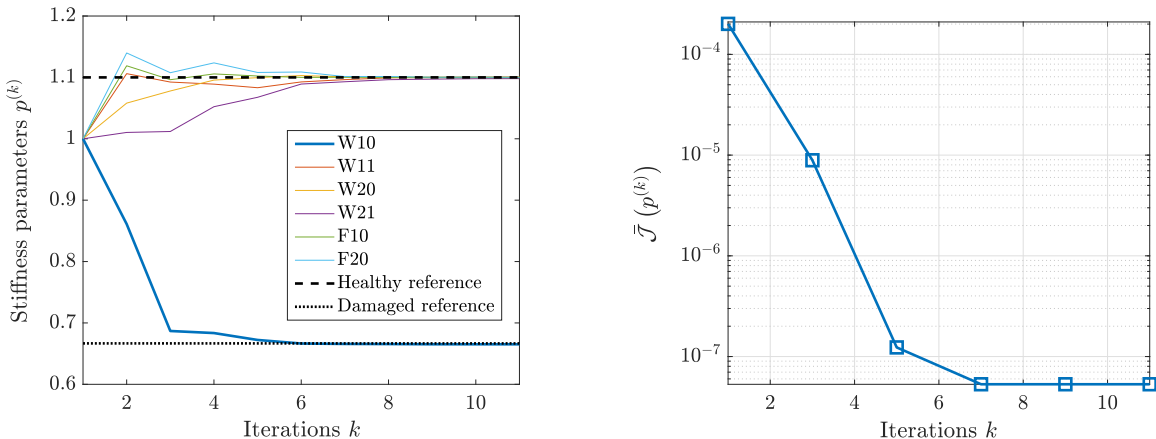 1.2
1.1
1
0.9
0.8
0.7
0.6
2 4 6 8 10
Iterations k
Stiffness parameters p^(k)
W10
W11
W20
W21
F10
F20
Healthy reference
Damaged reference
10^-4
10^-5
10^-6
10^-7
2 4 6 8 10
Iterations k
𝒥̄ (p^(k))